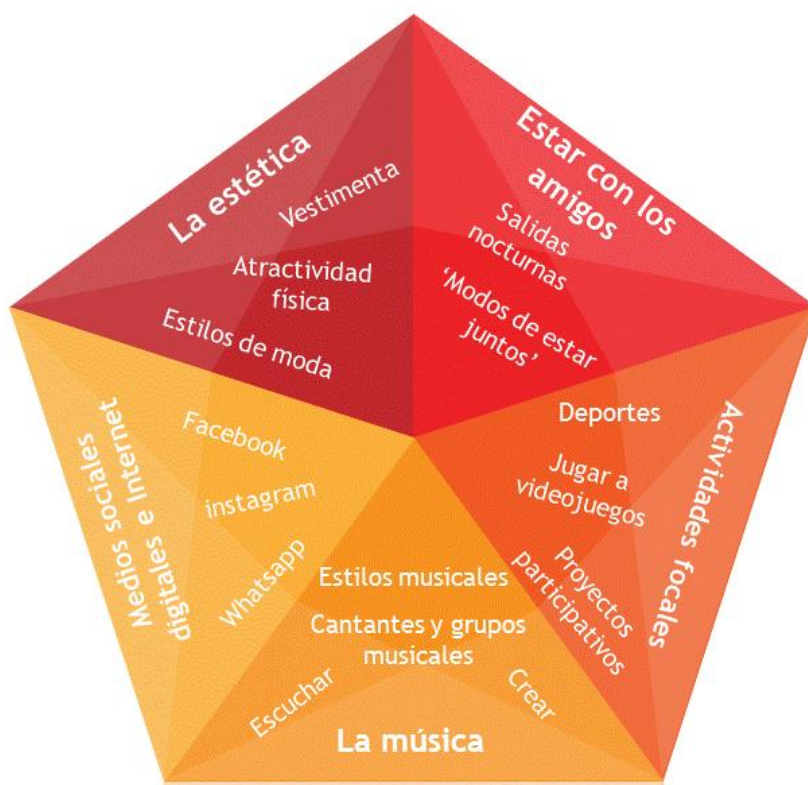 La estética
Vestimenta
Atractividad
física
Estilos de moda
Estar con los
amigos
Salidas
nocturnas
‘Modos de estar
juntos’
Actividades focales
Deportes
Jugar a
videojuegos
Proyectos
participativos
La música
Estilos musicales
Cantantes y grupos
musicales
Escuchar
Crear
Medios sociales
digitales e Internet
Facebook
instagram
Whatsapp